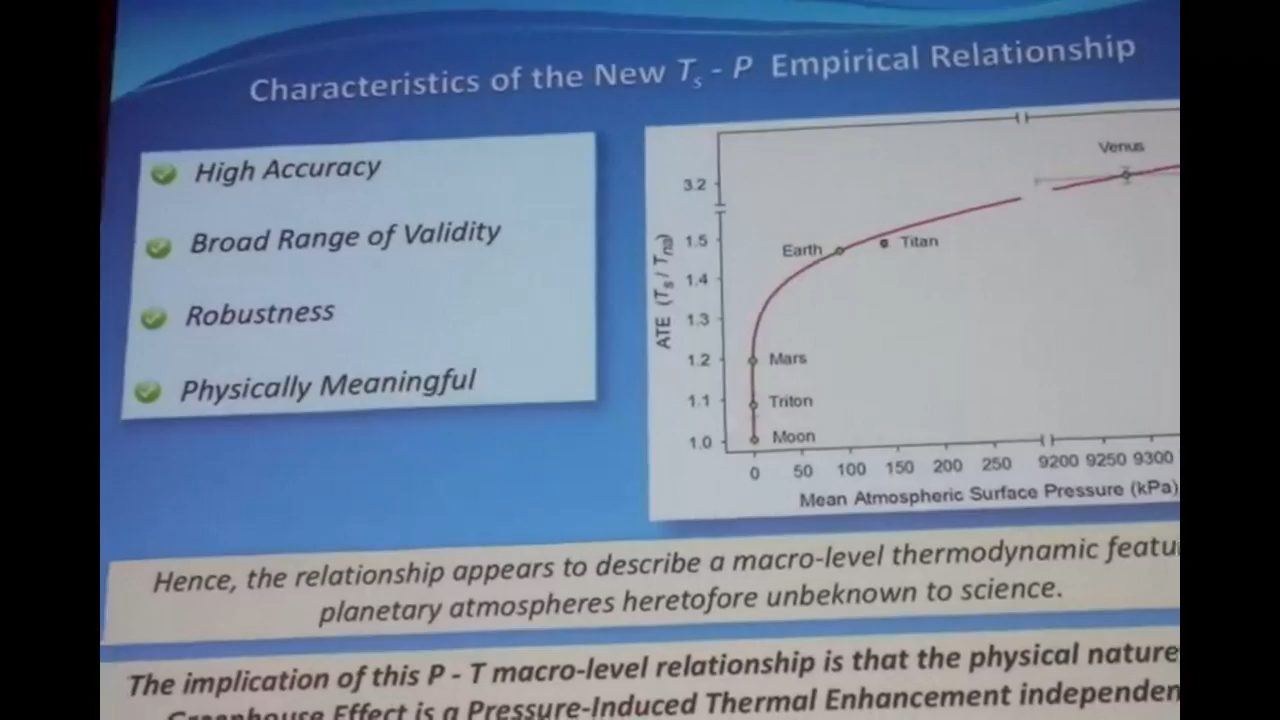 Characteristics of the New Ts - P Empirical Relationship
High Accuracy
Broad Range of Validity
Robustness
Physically Meaningful
Venus
3.2
ATE (Ts / Tna)
1.5
1.4
1.3
1.2
1.1
1.0
Earth
Titan
Mars
Triton
Moon
0 50 100 150 200 250 9200 9250 9300
Mean Atmospheric Surface Pressure (kPa)
Hence, the relationship appears to describe a macro-level thermodynamic featu
planetary atmospheres heretofore unbeknown to science.
The implication of this P - T macro-level relationship is that the physical nature
Greenhouse Effect is a Pressure-Induced Thermal Enhancement independen